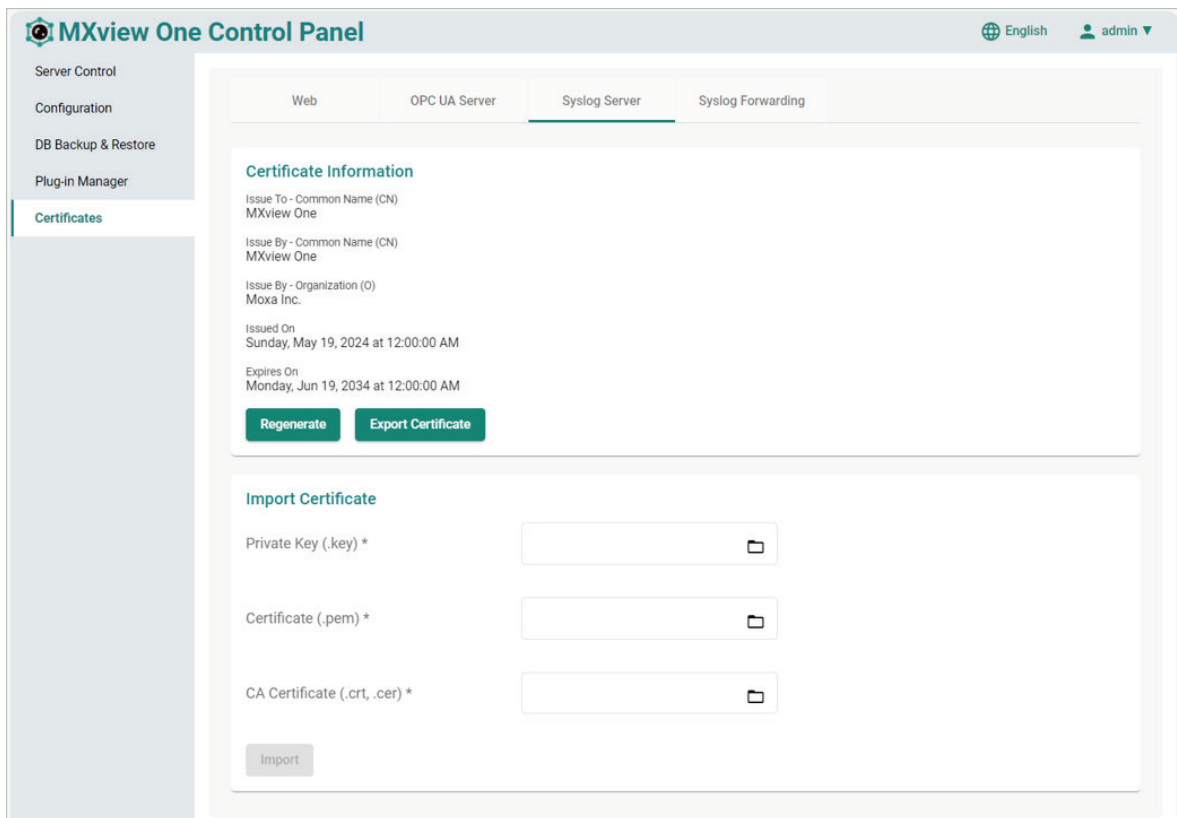 MXview One Control Panel
English
admin
Server Control
Configuration
DB Backup & Restore
Plug-in Manager
Certificates
Web
OPC UA Server
Syslog Server
Syslog Forwarding
Certificate Information
Issue To - Common Name (CN)
MXview One
Issue By - Common Name (CN)
MXview One
Issue By - Organization (O)
Moxa Inc.
Issued On
Sunday, May 19, 2024 at 12:00:00 AM
Expires On
Monday, Jun 19, 2034 at 12:00:00 AM
Regenerate
Export Certificate
Import Certificate
Private Key (.key) *
Certificate (.pem) *
CA Certificate (.crt, .cer) *
Import